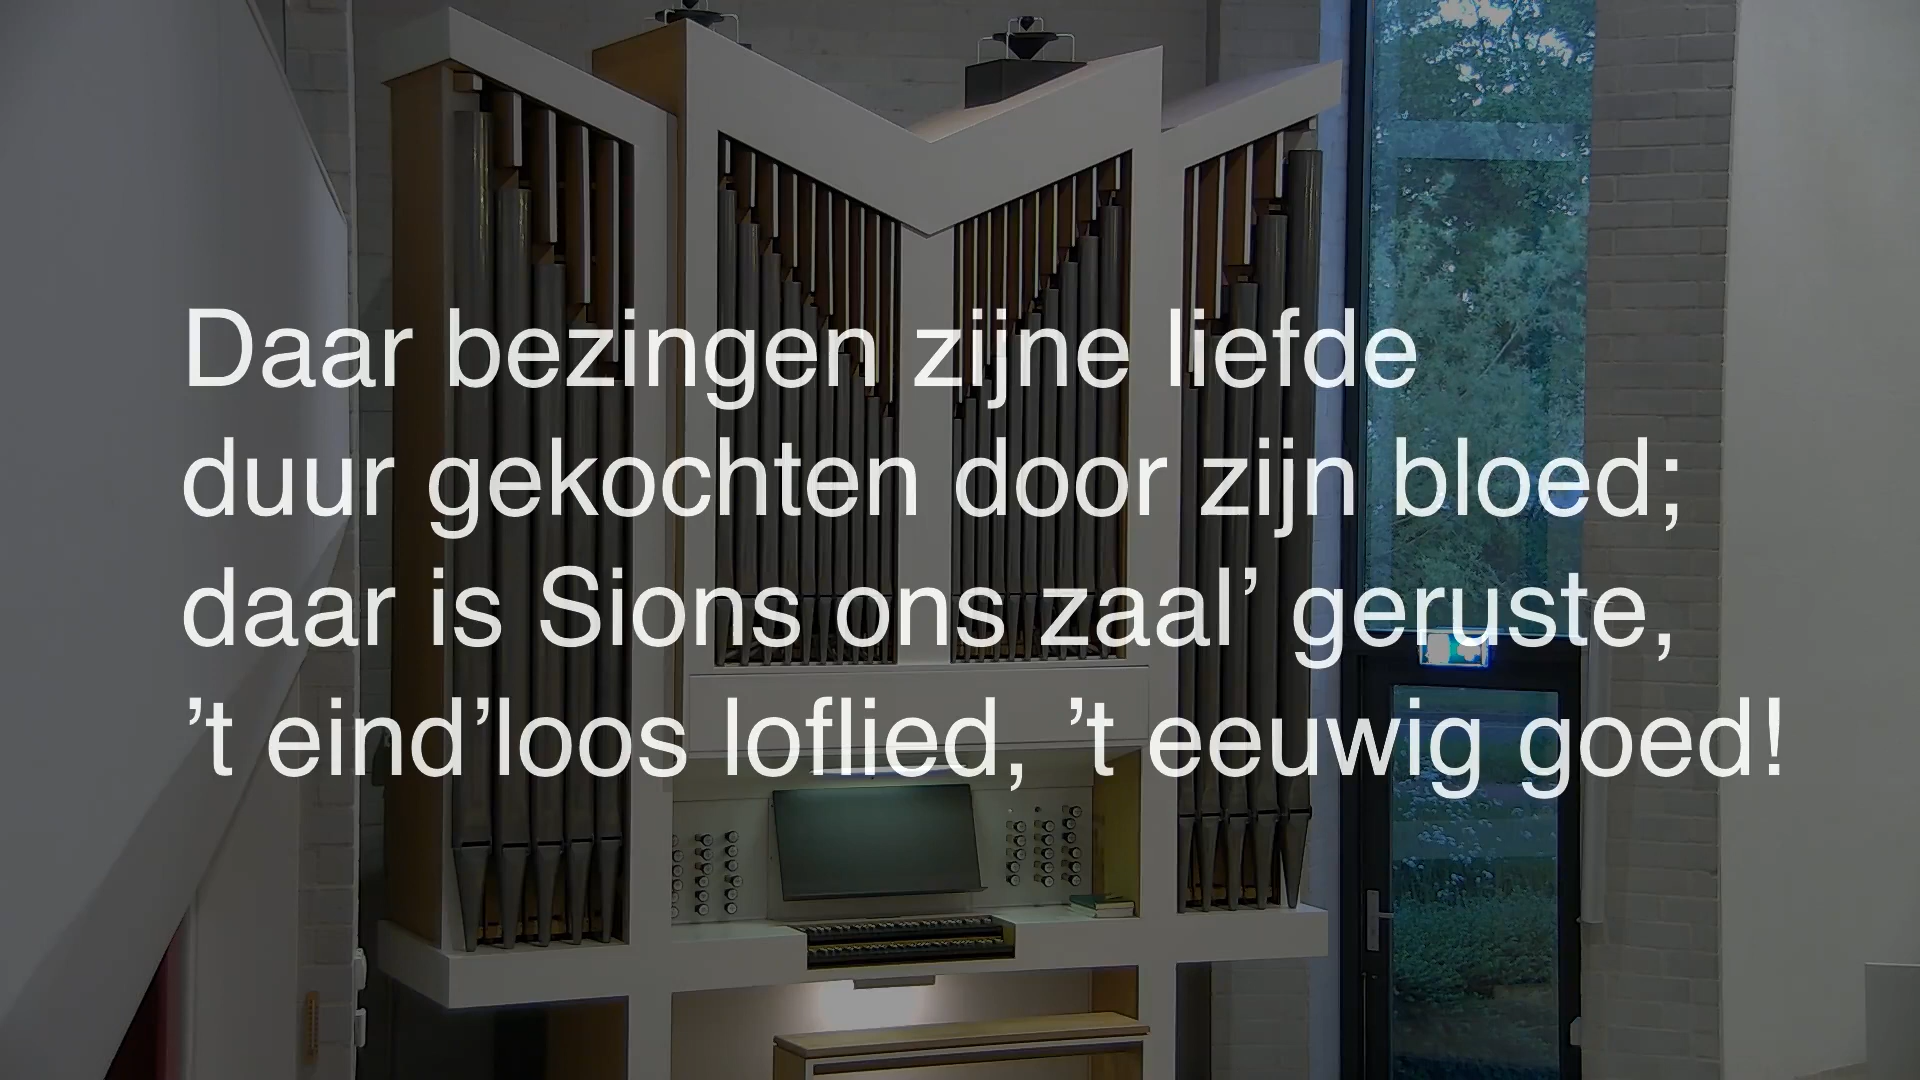 Daar bezingen zijne liefde
duur gekochten door zijn bloed;
daar is Sions ons zaal’ geruste,
’t eind’loos loflied, ’t eeuwig goed!